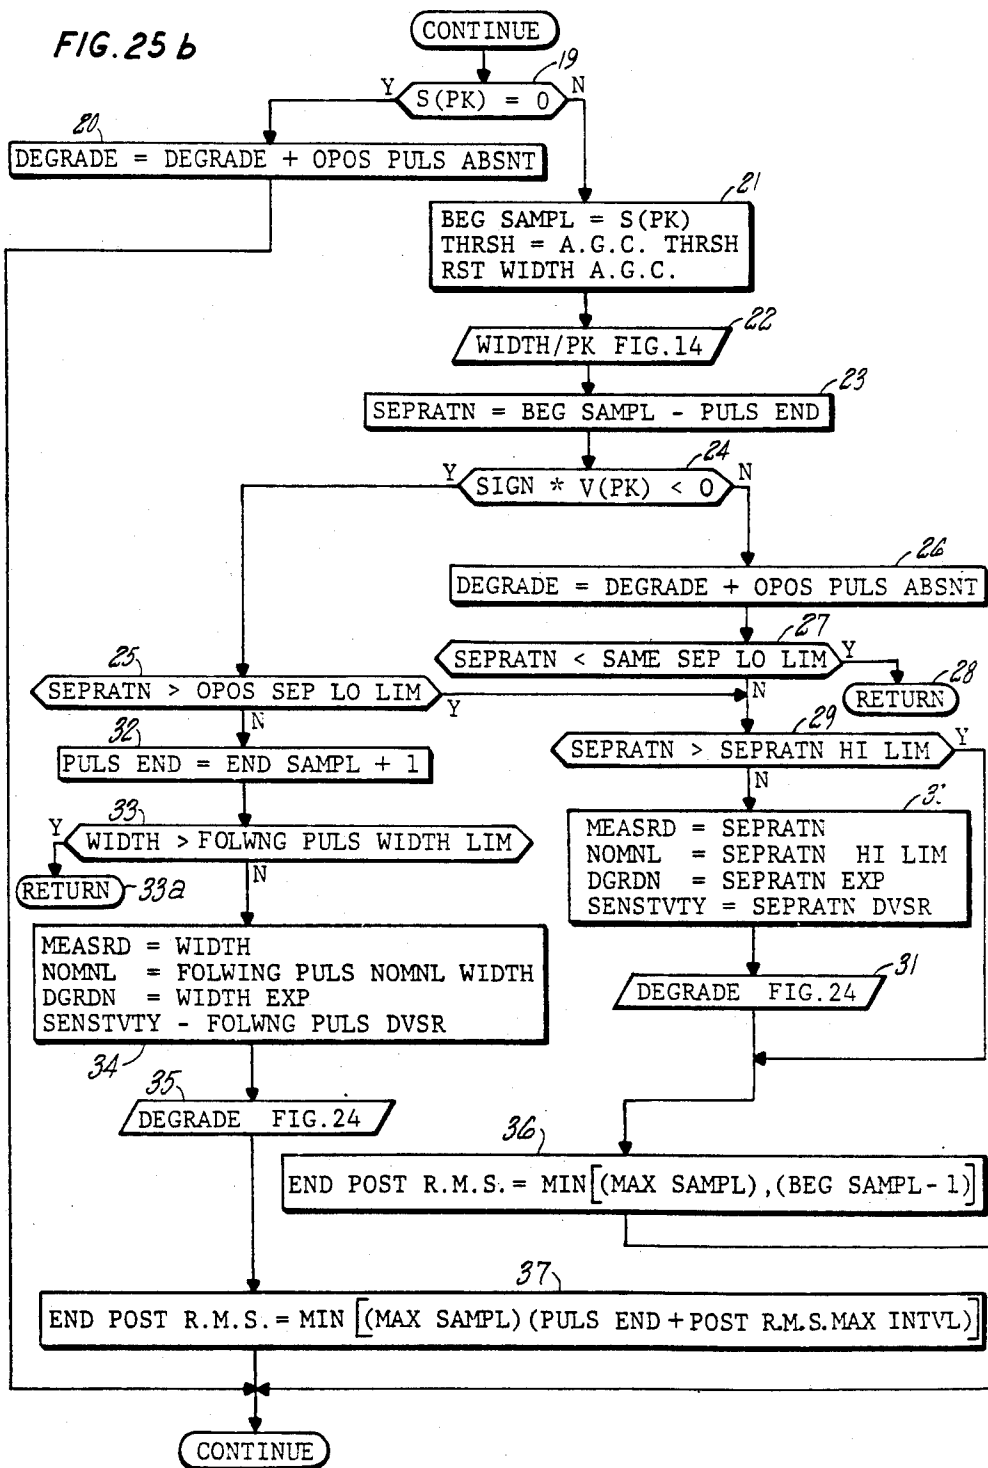 FIG. 25 b
CONTINUE
19
Y
S(PK) = 0
N
20
DEGRADE = DEGRADE + OPOS PULS ABSNT
21
BEG SAMPL = S(PK)
THRSH = A.G.C. THRSH
RST WIDTH A.G.C.
22
WIDTH/PK FIG.14
23
SEPRATN = BEG SAMPL - PULS END
24
Y
SIGN * V(PK) < 0
N
26
DEGRADE = DEGRADE + OPOS PULS ABSNT
27
SEPRATN < SAME SEP LO LIM
Y
N
28
RETURN
25
SEPRATN > OPOS SEP LO LIM
Y
N
29
SEPRATN > SEPRATN HI LIM
Y
N
32
PULS END = END SAMPL + 1
33
Y
WIDTH > FOLWNG PULS WIDTH LIM
N
RETURN
33a
MEASRD = SEPRATN
NOMNL = SEPRATN HI LIM
DGRDN = SEPRATN EXP
SENSTVTY = SEPRATN DVSR
MEASRD = WIDTH
NOMNL = FOLWING PULS NOMNL WIDTH
DGRDN = WIDTH EXP
SENSTVTY - FOLWNG PULS DVSR
34
31
DEGRADE FIG.24
35
DEGRADE FIG.24
36
END POST R.M.S. = MIN[(MAX SAMPL),(BEG SAMPL-1)]
37
END POST R.M.S. = MIN [(MAX SAMPL)(PULS END+POST R.M.S.MAX INTVL)]
CONTINUE